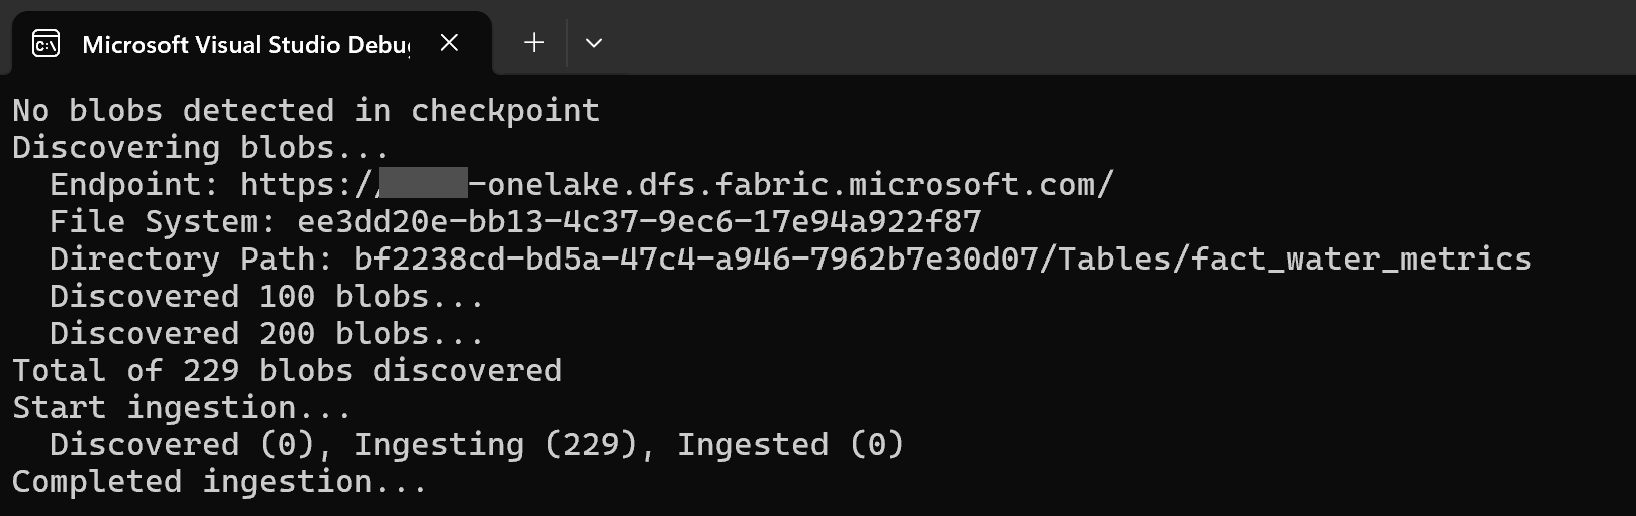 Microsoft Visual Studio Debug
No blobs detected in checkpoint
Discovering blobs...
Endpoint: https://-onelake.dfs.fabric.microsoft.com/
File System: ee3dd20e-bb13-4c37-9ec6-17e94a922f87
Directory Path: bf2238cd-bd5a-47c4-a946-7962b7e30d07/Tables/fact_water_metrics
Discovered 100 blobs...
Discovered 200 blobs...
Total of 229 blobs discovered
Start ingestion...
Discovered (0), Ingesting (229), Ingested (0)
Completed ingestion...